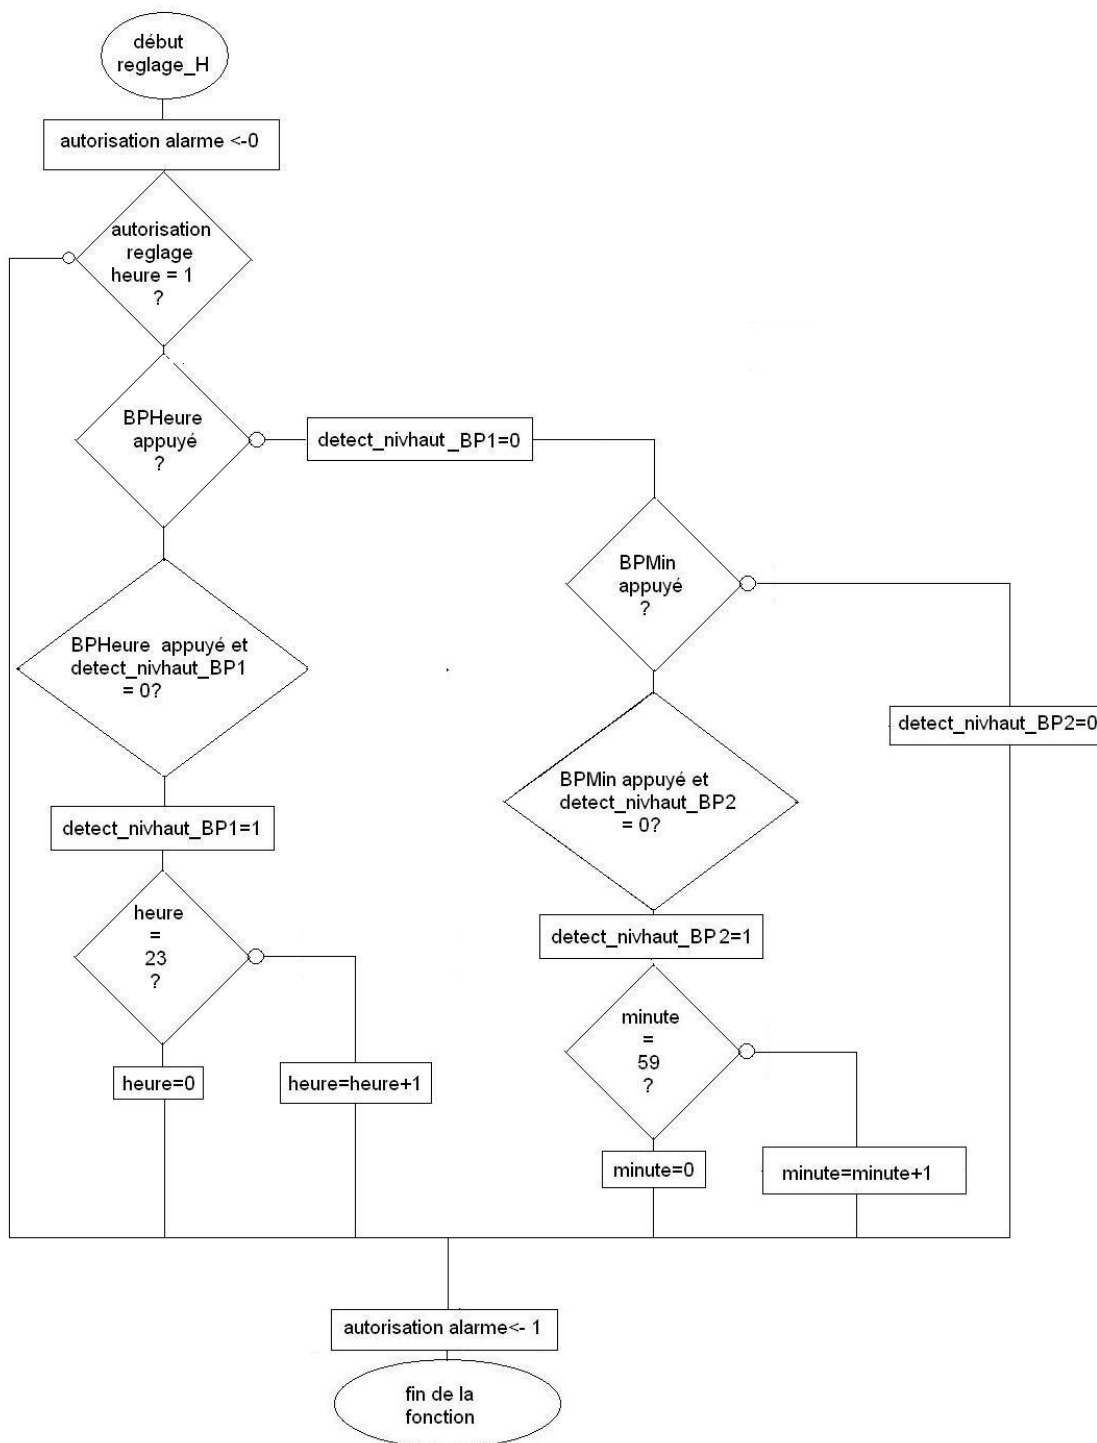 début
reglage_H
autorisation alarme <-0
autorisation
reglage
heure = 1
?
BPHeure
appuyé
?
detect_nivhaut_BP1=0
BPMin
appuyé
?
BPHeure appuyé et
detect_nivhaut_BP1
= 0?
detect_nivhaut_BP2=0
BPMin appuyé et
detect_nivhaut_BP2
= 0?
detect_nivhaut_BP1=1
heure
=
23
?
detect_nivhaut_BP2=1
minute
=
59
?
heure=0
heure=heure+1
minute=0
minute=minute+1
autorisation alarme<- 1
fin de la
fonction